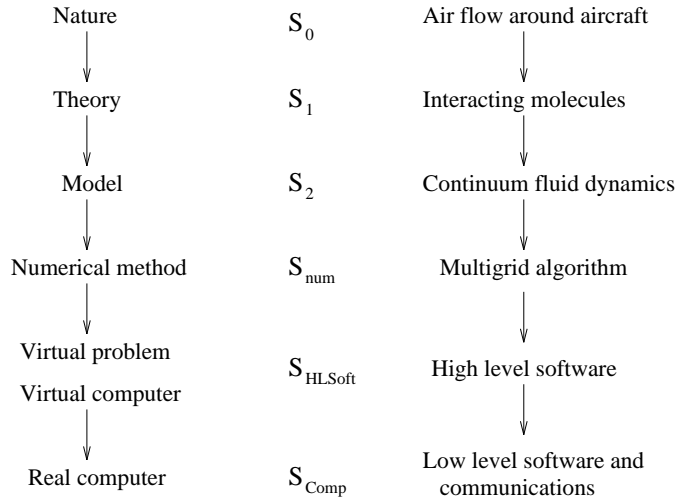 Nature S0 Air flow around aircraft
Theory S1 Interacting molecules
Model S2 Continuum fluid dynamics
Numerical method Snum Multigrid algorithm
Virtual problem
SHLSoft High level software
Virtual computer
Real computer SComp Low level software and
communications